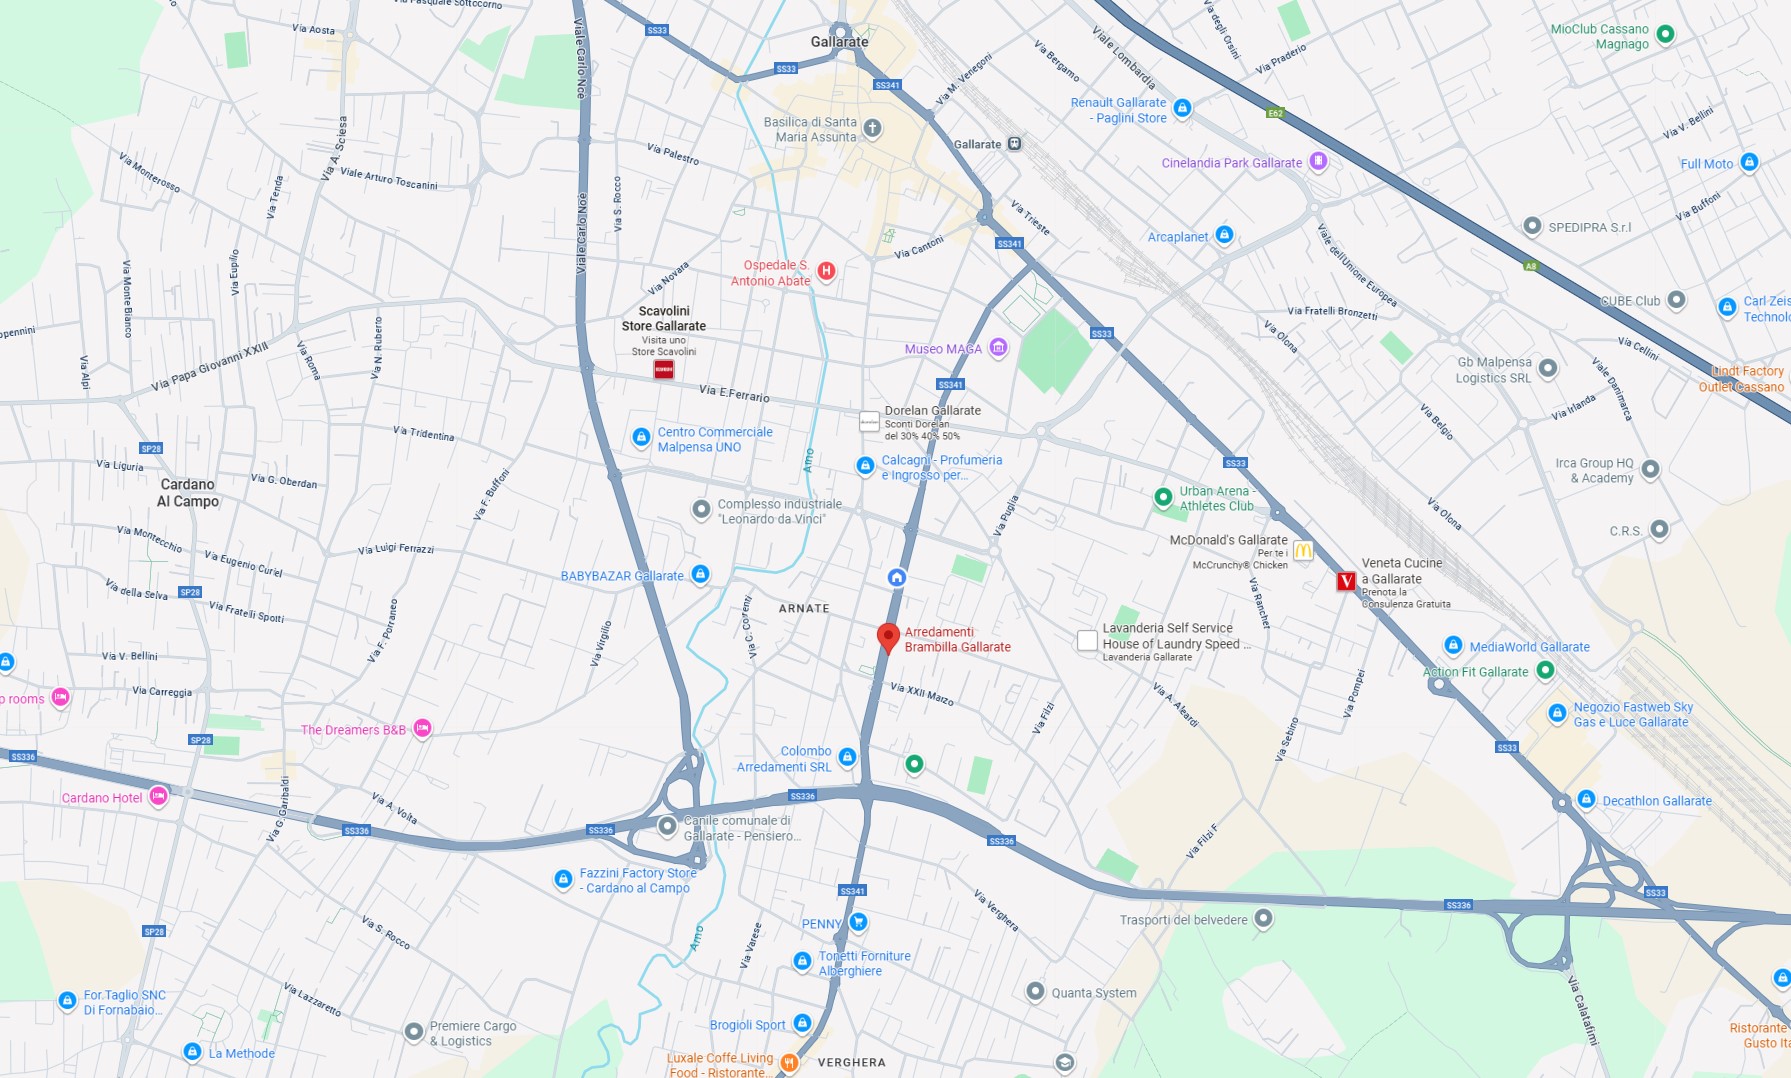 Via Pasquale Sottocorno
Via Aosta
SS33
Gallarate
SS33
SS341
Via M. Venegoni
Via Bergamo
Viale Lombardia
Via degli Orsini
Via Praderio
MioClub Cassano
Magnago
Viale Carlo Noè
Renault Gallarate
- Paglini Store
E62
Via V. Bellini
Basilica di Santa
Maria Assunta
Gallarate
Cinelandia Park Gallarate
Full Moto
Via A. Sciesa
Via Monterosso
Via Palestro
Viale Arturo Toscanini
Via Tenda
Via S. Rocco
Viale Carlo Noè
Via Trieste
Via Buffoni
SPEDIPRA S.r.l
Arcaplanet
SS341
Via Cantoni
Viale dell'Unione Europea
A8
Via Eupilio
Via Monte Bianco
Via Novara
Ospedale S.
Antonio Abate
CUBE Club
Carl Zeis
Technolo
Scavolini
Store Gallarate
Visita uno
Store Scavolini
Via Fratelli Bronzetti
Via Olona
Via Cellini
openni
Via N. Ruberto
Via Papa Giovanni XXIII
Via Roma
Via Alpi
SS33
Museo MAGA
Gb Malpensa
Logistics SRL
Viale Danimarca
Lindt Factory
Outlet Cassano
Via E.Ferrario
SS341
Via Irlanda
Via Belgio
Dorelan Gallarate
Sconti Dorelan
del 30% 40% 50%
Via Tridentina
Centro Commerciale
Malpensa UNO
SP28
Via Liguria
Via G. Oberdan
Arno
Calcagni - Profumeria
e Ingrosso per...
SS33
Irca Group HQ
& Academy
Cardano
Al Campo
Via F. Buffoni
Complesso industriale
"Leonardo da Vinci"
Via Puglia
Urban Arena -
Athletes Club
Via Olona
C.R.S.
Via Montecchio
Via Eugenio Curiel
Via Luigi Ferrazzi
McDonald's Gallarate
Per te i
McCrunchy® Chicken
Veneta Cucine
a Gallarate
Prenota la
Consulenza Gratuita
BABYBAZAR Gallarate
Via della Selva
SP28
Via Fratelli Sponti
Via F. Porraneo
Via Virgilio
Via C. Correnti
ARNATE
Via Rancher
Arredamenti
Brambilla Gallarate
Lavanderia Self Service
House of Laundry Speed ...
Lavanderia Gallarate
MediaWorld Gallarate
Action Fit Gallarate
Via V. Bellini
Via Carreggia
o rooms
Via XXII Marzo
Via Filzi
Via A. Aleardi
Via Pompei
Via Sebino
Negozio Fastweb Sky
Gas e Luce Gallarate
The Dreamers B&B
SP28
SS336
Colombo
Arredamenti SRL
SS33
Cardano Hotel
Via G. Garibaldi
Via A. Volta
SS336
SS336
SS336
Decathlon Gallarate
Canile comunale di
Gallarate - Pensiero...
SS336
Via Filzi F.
Fazzini Factory Store
- Cardano al Campo
SS341
SS33
SS336
Via Verghera
Trasporti del belvedere
PENNY
SP28
Via S. Rocco
Arno
Via Varese
Tonetti Forniture
Alberghiere
For.Taglio SNC
Di Fornabaio...
Via Lazzaretto
Quanta System
Via Calatafimi
Premiere Cargo
& Logistics
Brogioli Sport
Ristorante
Gusto Ita
La Methode
Luxale Coffe Living
Food - Ristorante...
VERGHERA